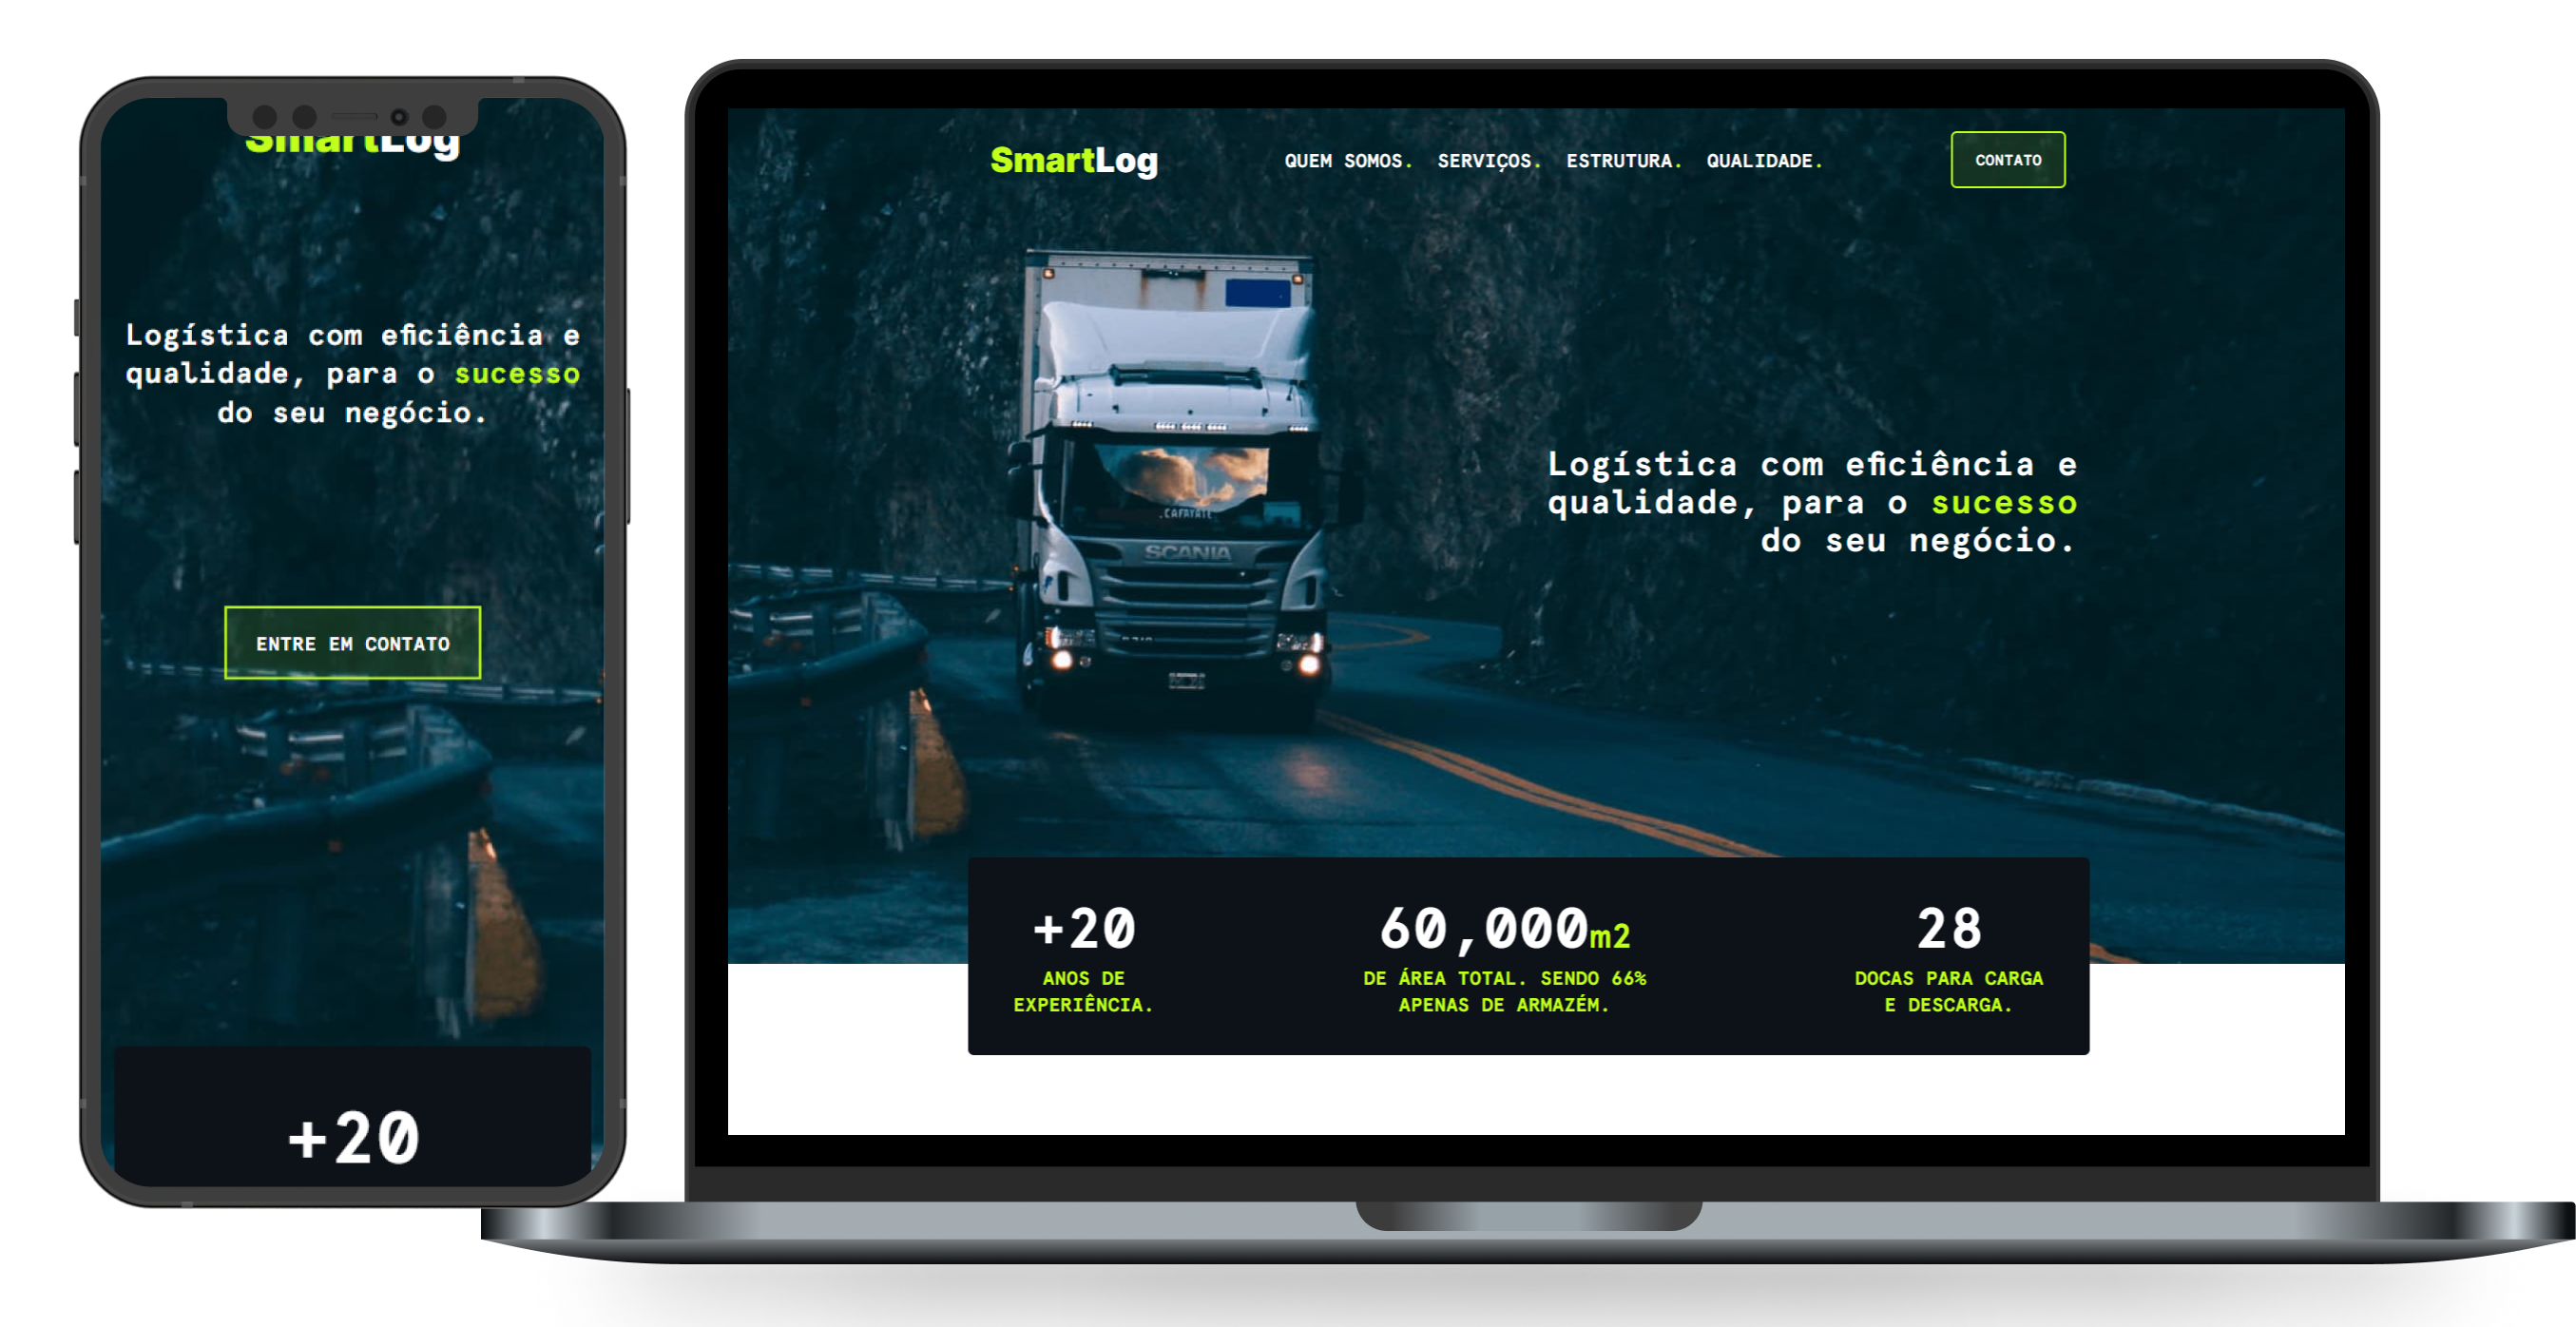 SmartLog
Logística com eficiência e
qualidade, para o sucesso
do seu negócio.
ENTRE EM CONTATO
+20
SmartLog
QUEM SOMOS. SERVIÇOS. ESTRUTURA. QUALIDADE.
CONTATO
.CAFAYATE.
SCANIA
Logística com eficiência e
qualidade, para o sucesso
do seu negócio.
+20
ANOS DE
EXPERIÊNCIA.
60,000m2
DE ÁREA TOTAL. SENDO 66%
APENAS DE ARMAZÉM.
28
DOCAS PARA CARGA
E DESCARGA.